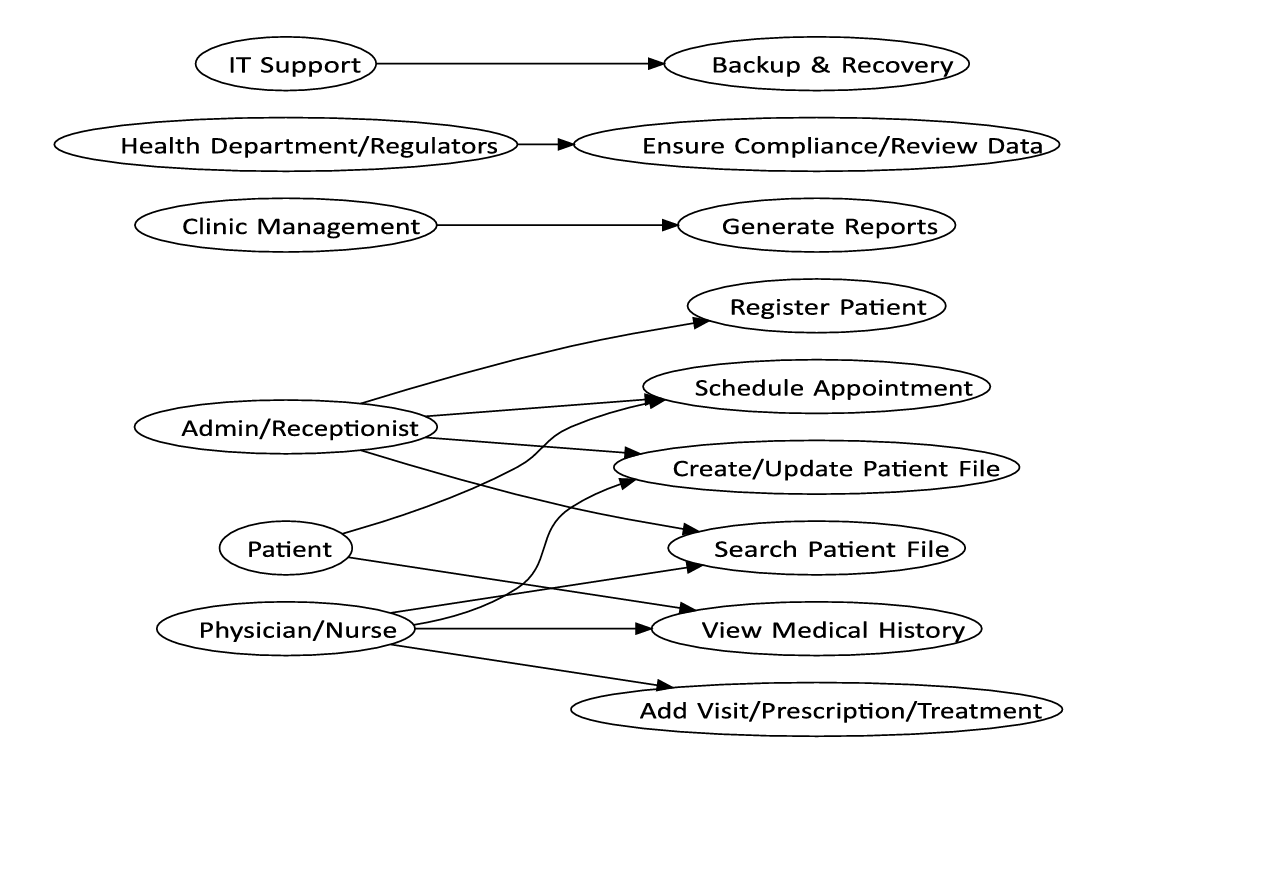 IT Support
Backup & Recovery
Health Department/Regulators
Ensure Compliance/Review Data
Clinic Management
Generate Reports
Register Patient
Schedule Appointment
Admin/Receptionist
Create/Update Patient File
Patient
Search Patient File
Physician/Nurse
View Medical History
Add Visit/Prescription/Treatment